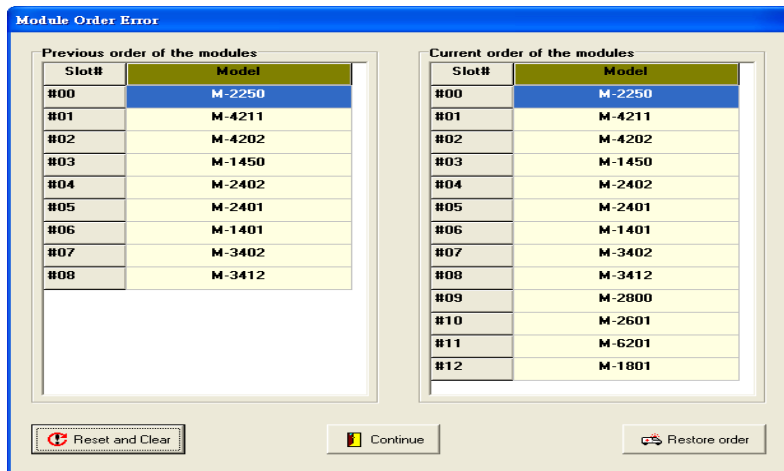 Module Order Error
Previous order of the modules
Slot# Model
#00 M-2250
#01 M-4211
#02 M-4202
#03 M-1450
#04 M-2402
#05 M-2401
#06 M-1401
#07 M-3402
#08 M-3412
Current order of the modules
Slot# Model
#00 M-2250
#01 M-4211
#02 M-4202
#03 M-1450
#04 M-2402
#05 M-2401
#06 M-1401
#07 M-3402
#08 M-3412
#09 M-2800
#10 M-2601
#11 M-6201
#12 M-1801
Reset and Clear
Continue
Restore order